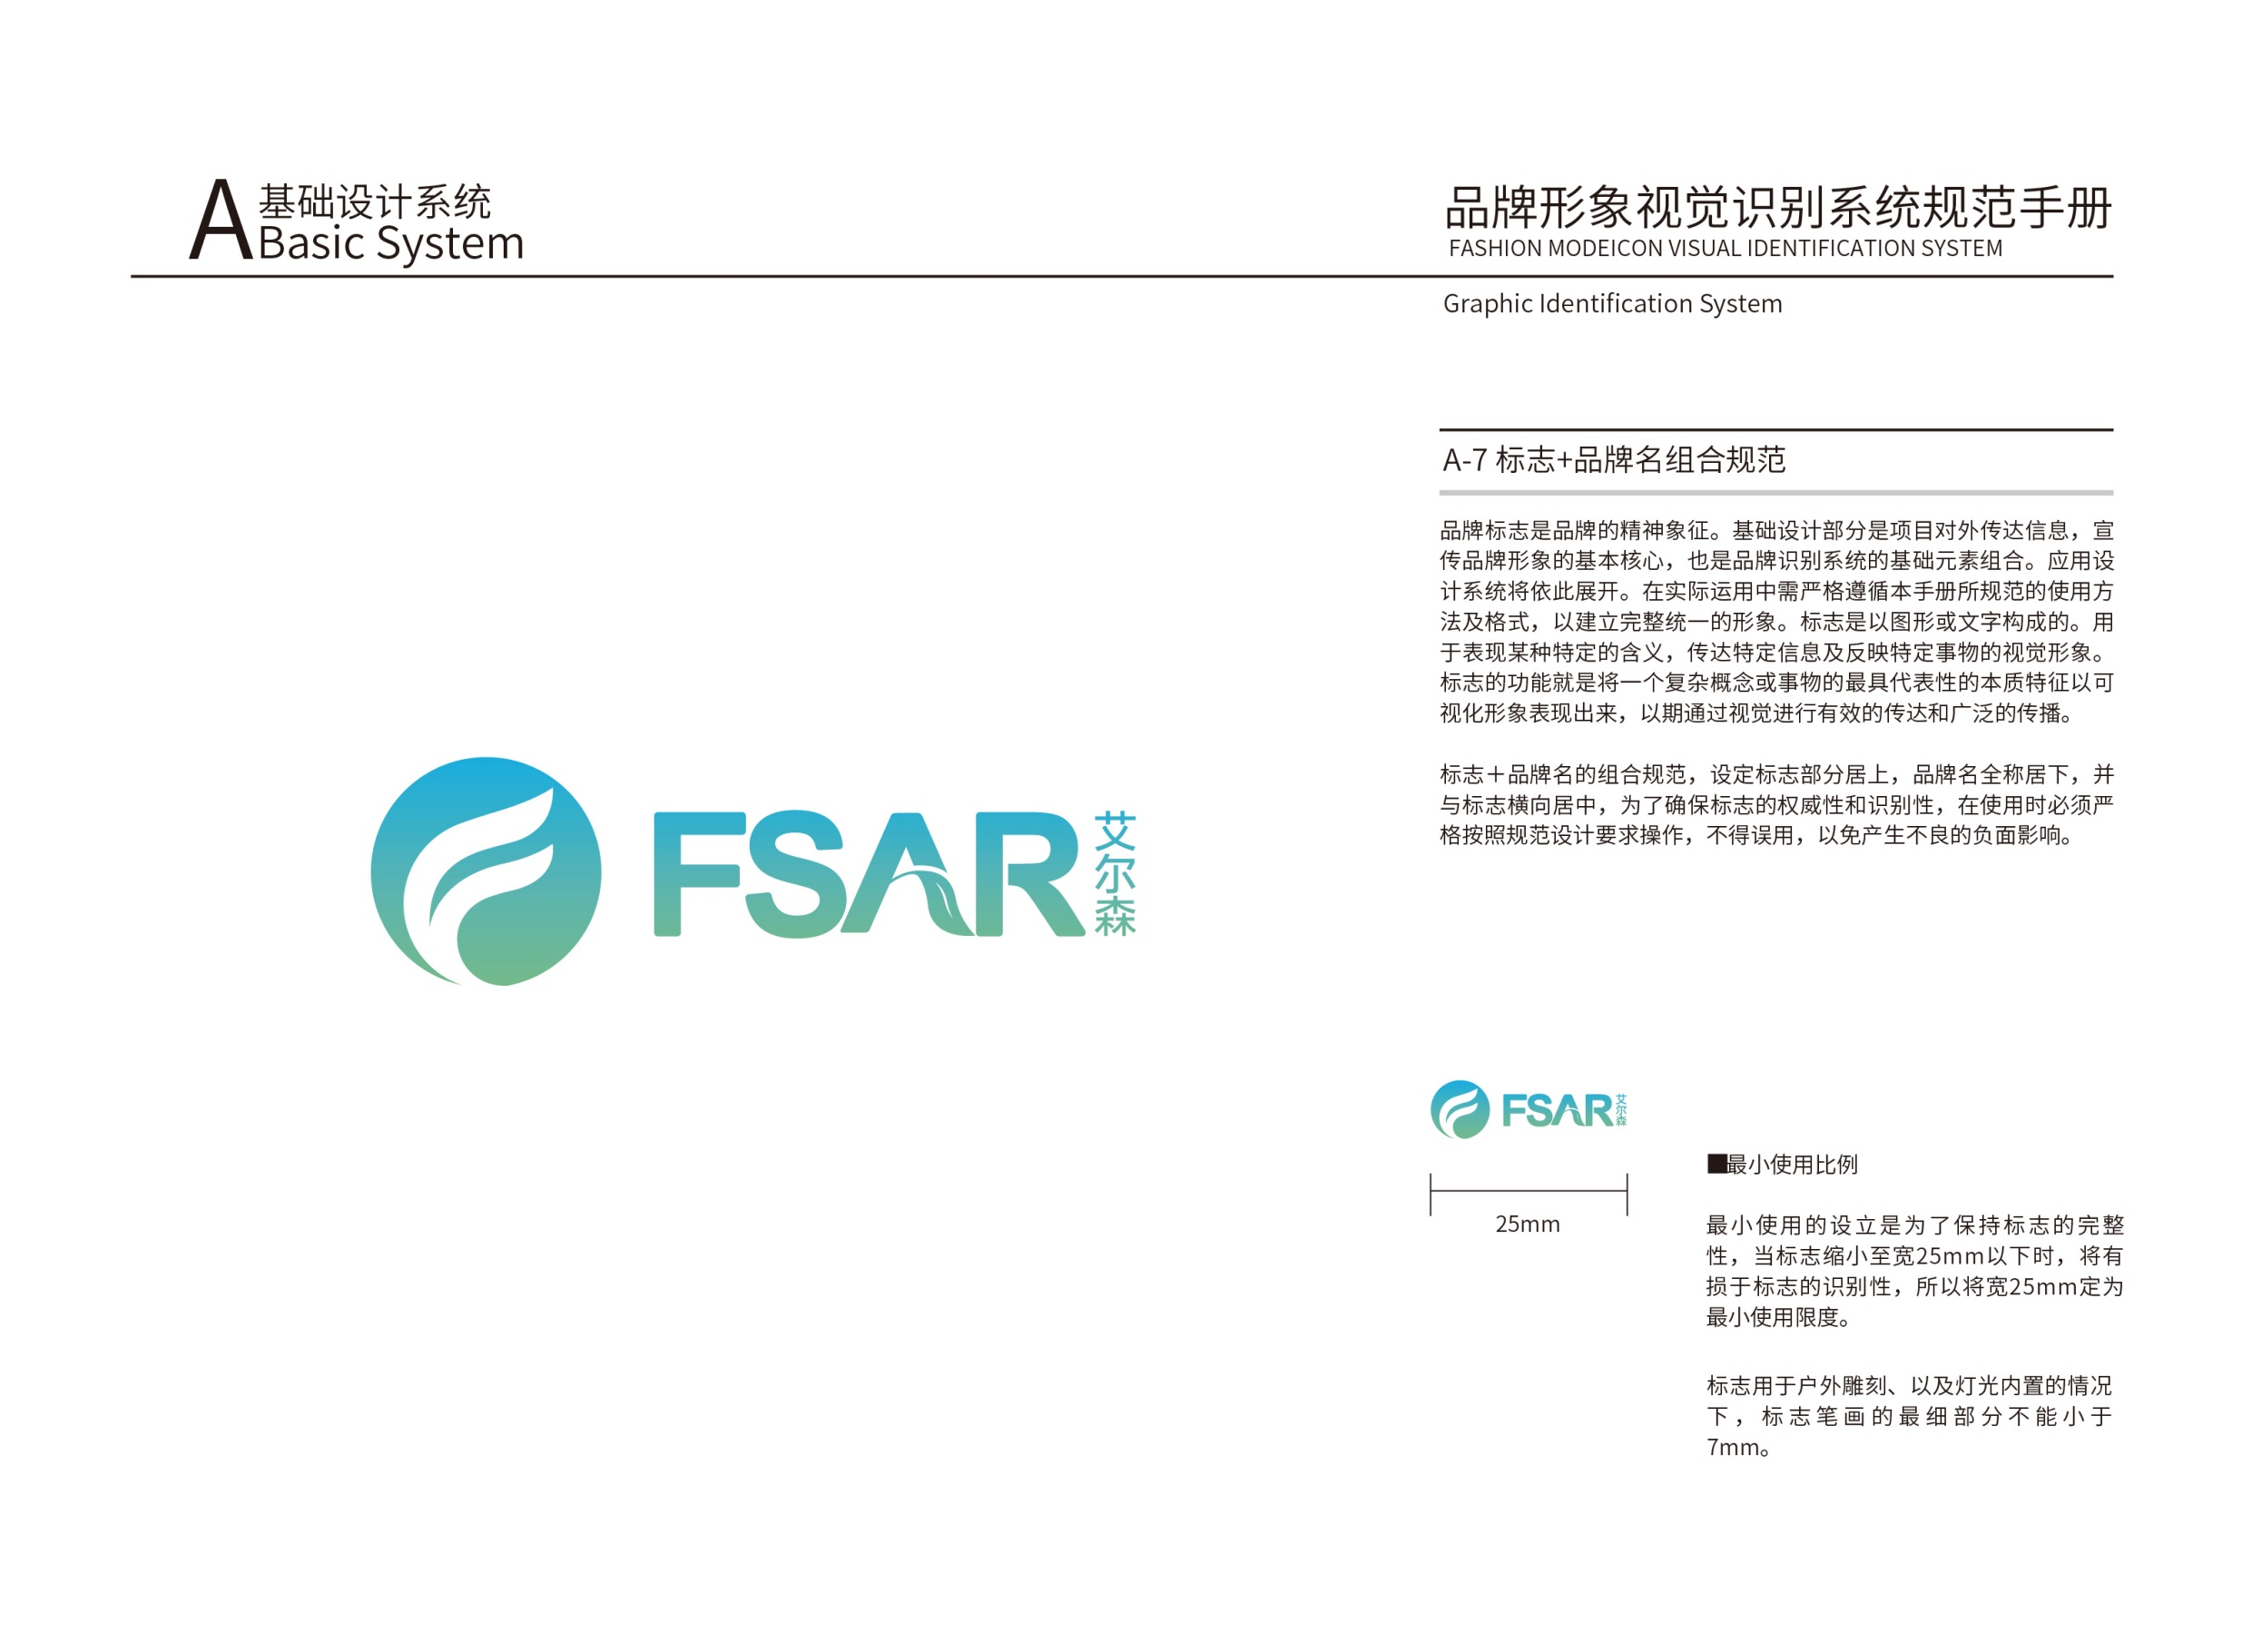 A
基础设计系统
Basic System
品牌形象视觉识别系统规范手册
FASHION MODEICON VISUAL IDENTIFICATION SYSTEM
Graphic Identification System
A-7 标志+品牌名组合规范
品牌标志是品牌的精神象征。基础设计部分是项目对外传达信息，宣
传品牌形象的基本核心，也是品牌识别系统的基础元素组合。应用设
计系统将依此展开。在实际运用中需严格遵循本手册所规范的使用方
法及格式，以建立完整统一的形象。标志是以图形或文字构成的。用
于表现某种特定的含义，传达特定信息及反映特定事物的视觉形象。
标志的功能就是将一个复杂概念或事物的最具代表性的本质特征以可
视化形象表现出来，以期通过视觉进行有效的传达和广泛的传播。
标志＋品牌名的组合规范，设定标志部分居上，品牌名全称居下，并
与标志横向居中，为了确保标志的权威性和识别性，在使用时必须严
格按照规范设计要求操作，不得误用，以免产生不良的负面影响。
FSAR
艾尔森
FSAR
艾尔森
25mm
■最小使用比例
最小使用的设立是为了保持标志的完整
性，当标志缩小至宽25mm以下时，将有
损于标志的识别性，所以将宽25mm定为
最小使用限度。
标志用于户外雕刻、以及灯光内置的情况
下，标志笔画的最细部分不能小于
7mm。